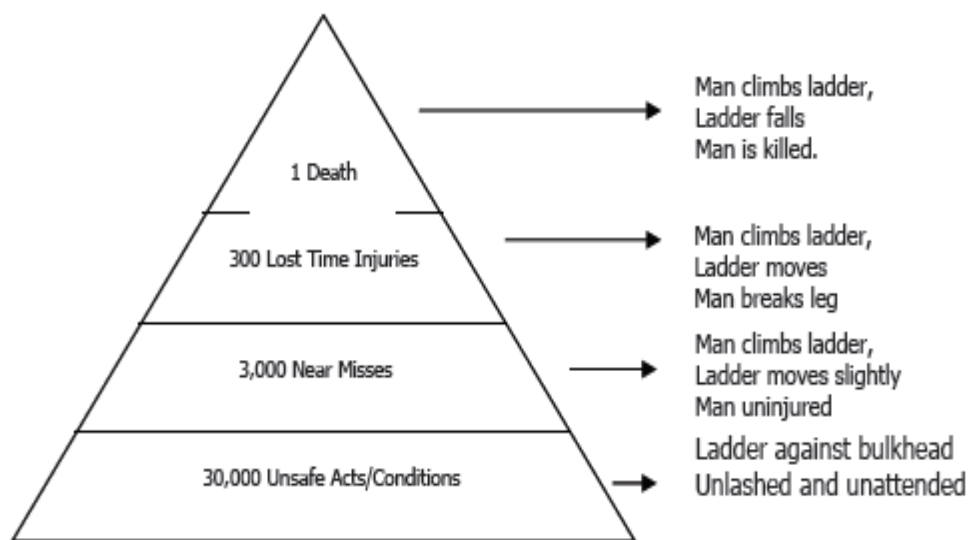 Man climbs ladder,
Ladder falls
Man is killed.
1 Death
Man climbs ladder,
Ladder moves
Man breaks leg
300 Lost Time Injuries
Man climbs ladder,
Ladder moves slightly
Man uninjured
3,000 Near Misses
Ladder against bulkhead
Unlashed and unattended
30,000 Unsafe Acts/Conditions